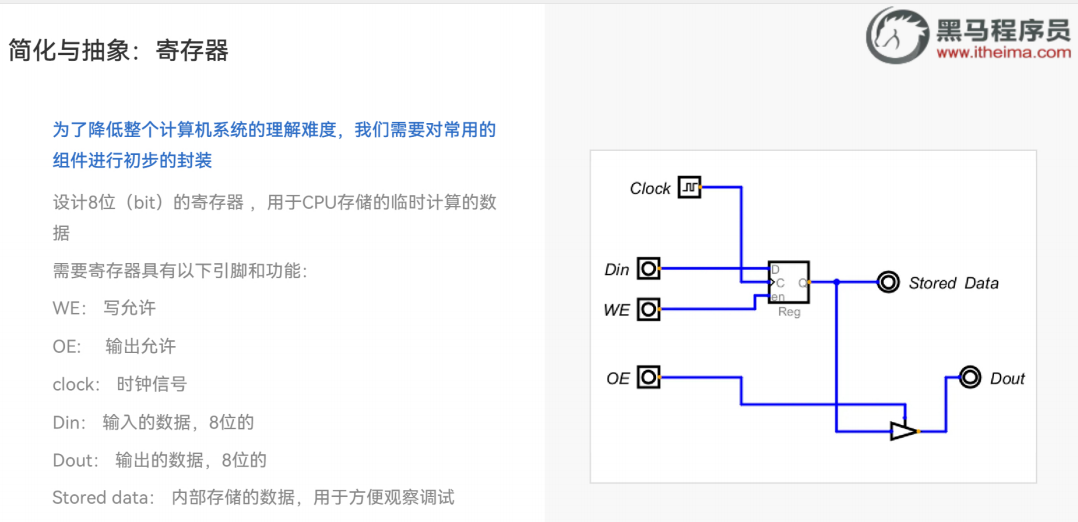 简化与抽象：寄存器
黑马程序员
www.itheima.com
为了降低整个计算机系统的理解难度，我们需要对常用的
组件进行初步的封装
设计8位（bit）的寄存器 ，用于CPU存储的临时计算的数
据
需要寄存器具有以下引脚和功能：
WE： 写允许
OE： 输出允许
clock： 时钟信号
Din： 输入的数据，8位的
Dout： 输出的数据，8位的
Stored data： 内部存储的数据，用于方便观察调试
Clock
Din
D
C Q
WE
en
Reg
Stored Data
OE
Dout